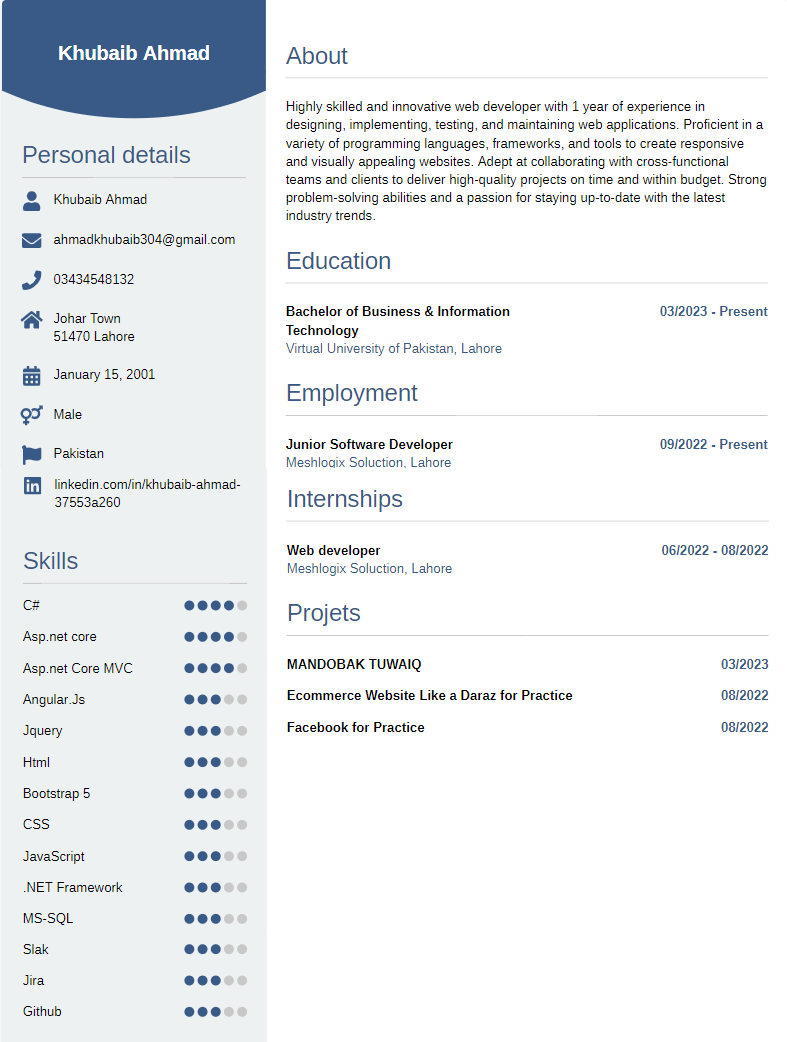 Khubaib Ahmad
Personal details
Khubaib Ahmad
ahmadkhubaib304@gmail.com
03434548132
Johar Town
51470 Lahore
January 15, 2001
Male
Pakistan
linkedin.com/in/khubaib-ahmad-
37553a260
Skills
C#
Asp.net core
Asp.net Core MVC
Angular.Js
Jquery
Html
Bootstrap 5
CSS
JavaScript
.NET Framework
MS-SQL
Slak
Jira
Github
About
Highly skilled and innovative web developer with 1 year of experience in
designing, implementing, testing, and maintaining web applications. Proficient in a
variety of programming languages, frameworks, and tools to create responsive
and visually appealing websites. Adept at collaborating with cross-functional
teams and clients to deliver high-quality projects on time and within budget. Strong
problem-solving abilities and a passion for staying up-to-date with the latest
industry trends.
Education
Bachelor of Business & Information 03/2023 - Present
Technology
Virtual University of Pakistan, Lahore
Employment
Junior Software Developer 09/2022 - Present
Meshlogix Soluction, Lahore
Internships
Web developer 06/2022 - 08/2022
Meshlogix Soluction, Lahore
Projets
MANDOBAK TUWAIQ 03/2023
Ecommerce Website Like a Daraz for Practice 08/2022
Facebook for Practice 08/2022